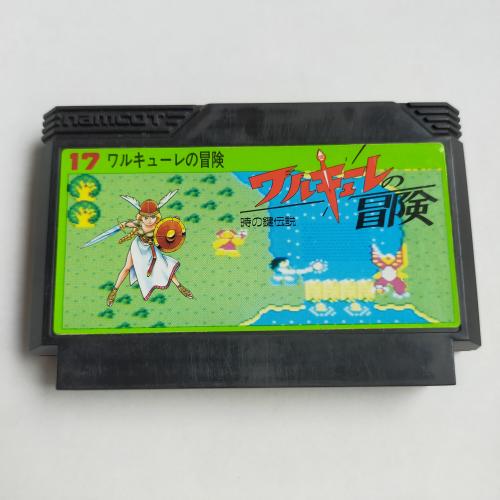 namcot
17 ワルキューレの冒険
ワルキューレの
冒険
時の鍵伝説